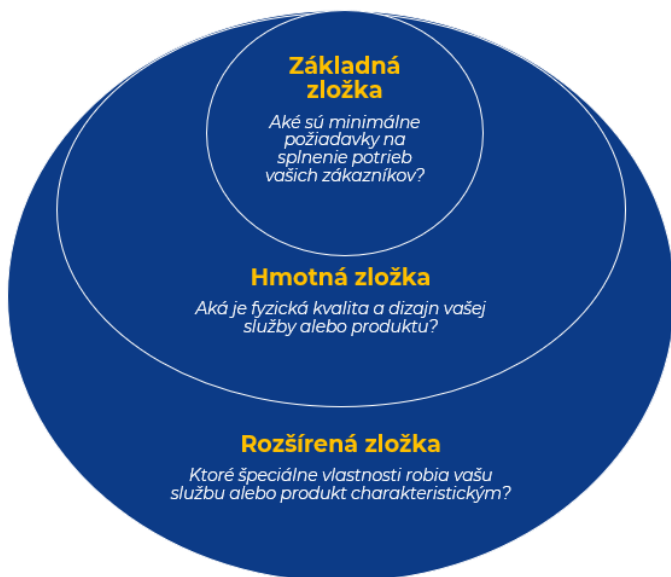 Základná
zložka
Aké sú minimálne
požiadavky na
splnenie potrieb
vašich zákazníkov?
Hmotná zložka
Aká je fyzická kvalita a dizajn vašej
služby alebo produktu?
Rozšírená zložka
Ktoré špeciálne vlastnosti robia vašu
službu alebo produkt charakteristickým?